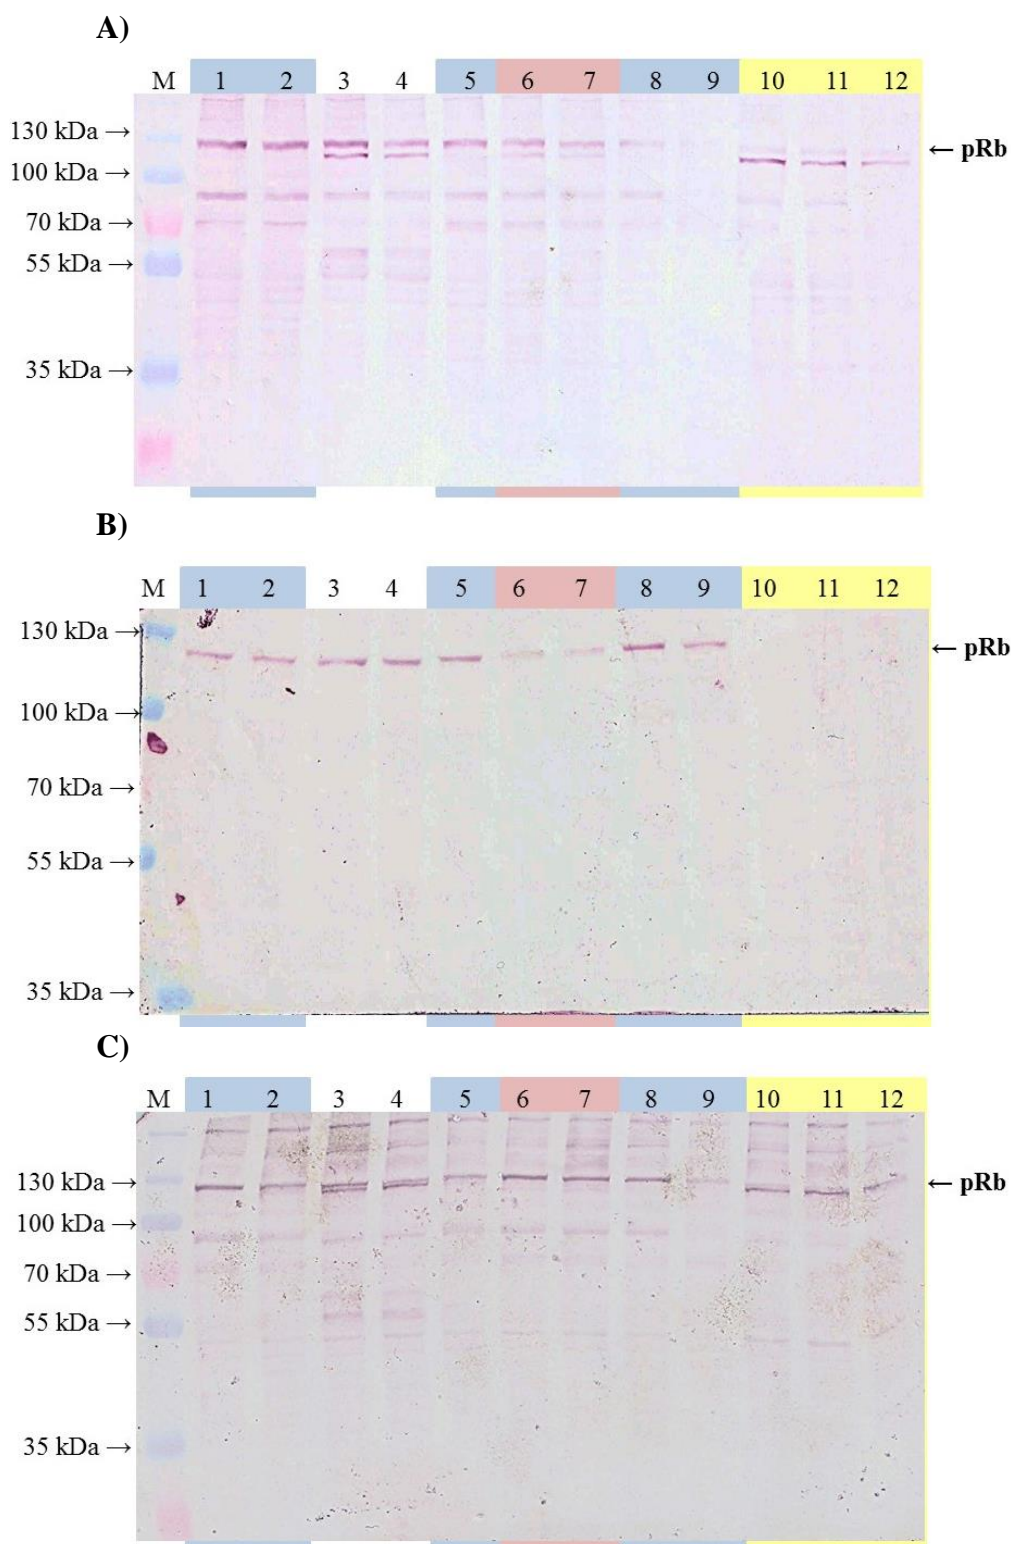 A)
M 1 2 3 4 5 6 7 8 9 10 11 12
130 kDa →
← pRb
100 kDa →
70 kDa →
55 kDa →
35 kDa →
B)
M 1 2 3 4 5 6 7 8 9 10 11 12
130 kDa →
← pRb
100 kDa →
70 kDa →
55 kDa →
35 kDa →
C)
M 1 2 3 4 5 6 7 8 9 10 11 12
130 kDa → ← pRb
100 kDa →
70 kDa →
55 kDa →
35 kDa →